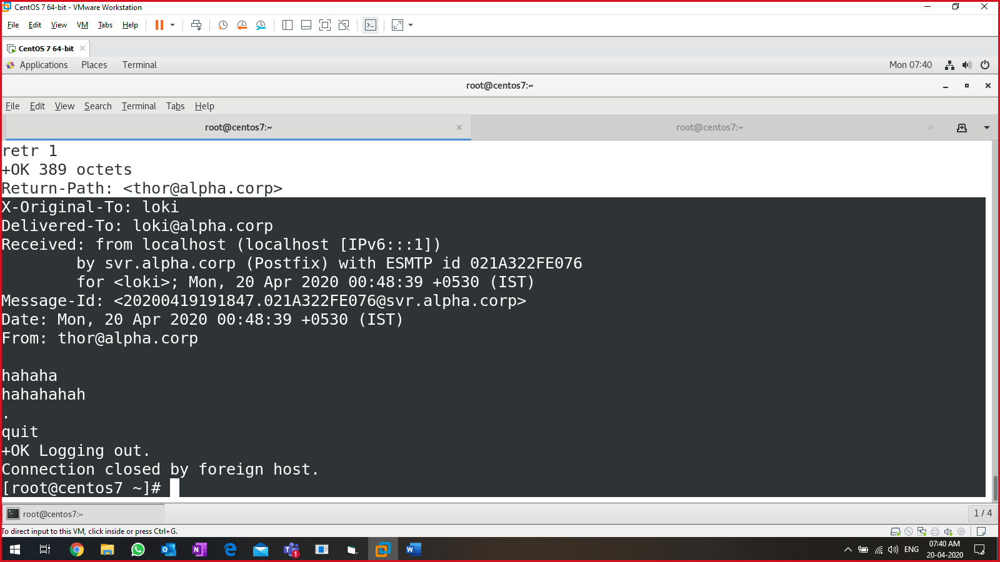 CentOS 7 64-bit - VMware Workstation
File Edit View VM Tabs Help
CentOS 7 64-bit
Applications Places Terminal Mon 07:40
root@centos7:~
File Edit View Search Terminal Tabs Help
root@centos7:~ root@centos7:~
retr 1
+OK 389 octets
Return-Path: <thor@alpha.corp>
X-Original-To: loki
Delivered-To: loki@alpha.corp
Received: from localhost (localhost [IPv6:::1])
by svr.alpha.corp (Postfix) with ESMTP id 021A322FE076
for <loki>; Mon, 20 Apr 2020 00:48:39 +0530 (IST)
Message-Id: <20200419191847.021A322FE076@svr.alpha.corp>
Date: Mon, 20 Apr 2020 00:48:39 +0530 (IST)
From: thor@alpha.corp
hahaha
hahahahah
.
quit
+OK Logging out.
Connection closed by foreign host.
[root@centos7 ~]#
root@centos7:~ 1 / 4
To direct input to this VM, click inside or press Ctrl+G.
1 ENG 07:40 AM
20-04-2020